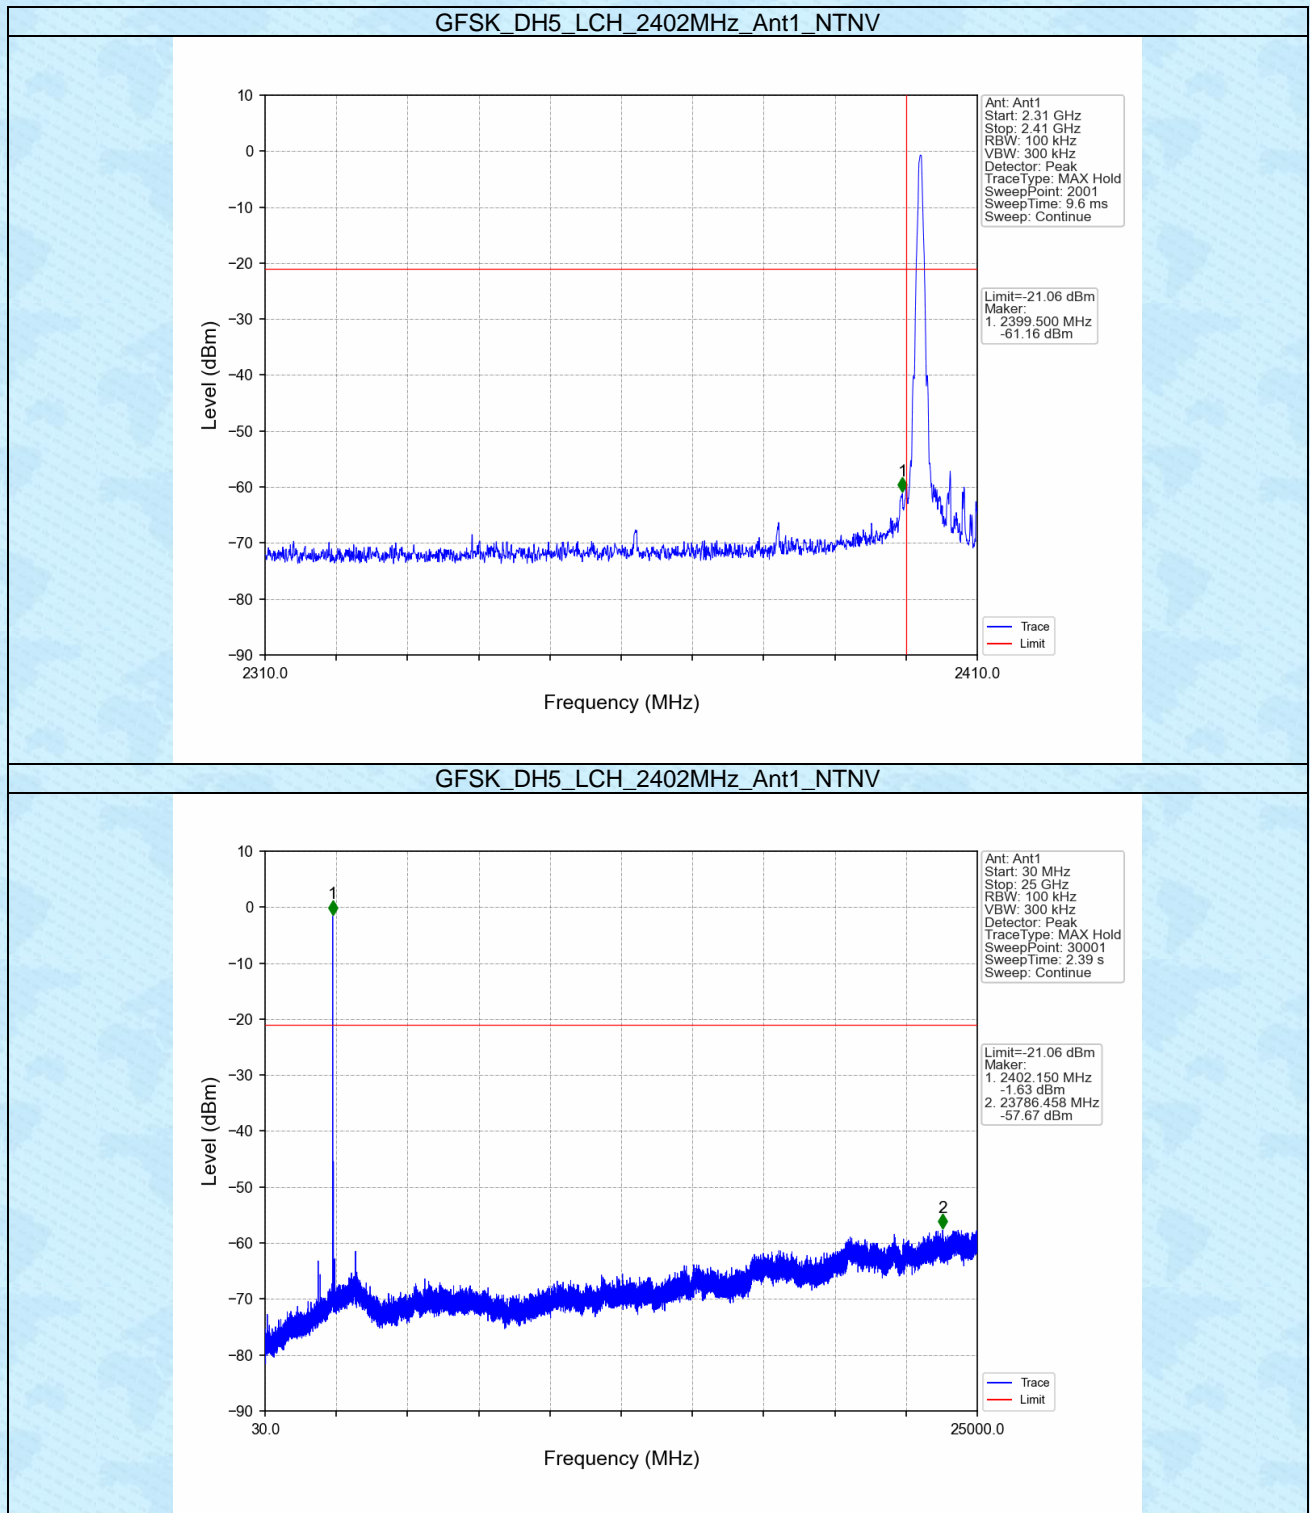 GFSK_DH5_LCH_2402MHz_Ant1_NTNV
10
0
−10
−20
−30
−40
−50
−60
−70
−80
−90
Level (dBm)
1
2310.0
2410.0
Frequency (MHz)
Ant: Ant1
Start: 2.31 GHz
Stop: 2.41 GHz
RBW: 100 kHz
VBW: 300 kHz
Detector: Peak
TraceType: MAX Hold
SweepPoint: 2001
SweepTime: 9.6 ms
Sweep: Continue
Limit=-21.06 dBm
Maker:
1. 2399.500 MHz
-61.16 dBm
Trace
Limit
GFSK_DH5_LCH_2402MHz_Ant1_NTNV
10
0
−10
−20
−30
−40
−50
−60
−70
−80
−90
Level (dBm)
1
2
30.0
25000.0
Frequency (MHz)
Ant: Ant1
Start: 30 MHz
Stop: 25 GHz
RBW: 100 kHz
VBW: 300 kHz
Detector: Peak
TraceType: MAX Hold
SweepPoint: 30001
SweepTime: 2.39 s
Sweep: Continue
Limit=-21.06 dBm
Maker:
1. 2402.150 MHz
-1.63 dBm
2. 23786.458 MHz
-57.67 dBm
Trace
Limit